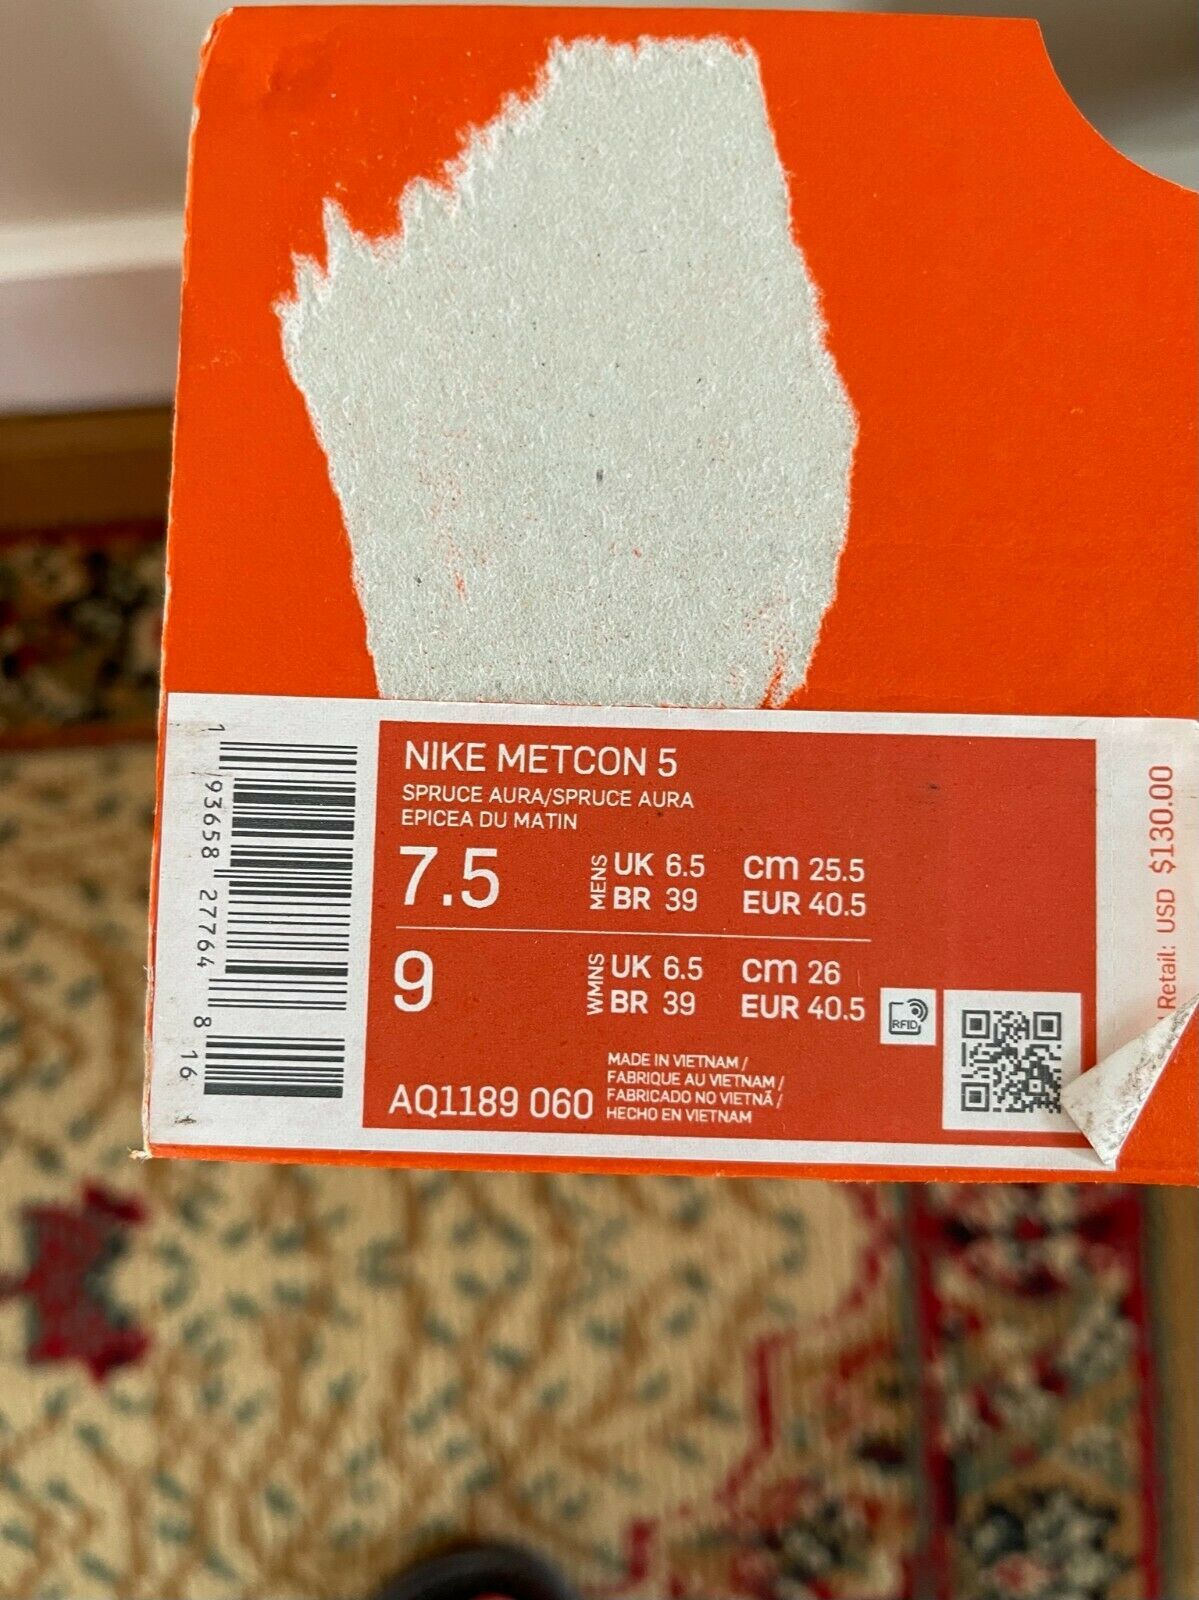 NIKE METCON 5
SPRUCE AURA/SPRUCE AURA
EPICEA DU MATIN
7.5
MENS
UK 6.5 cm 25.5
BR 39 EUR 40.5
9
WMNS
UK 6.5 cm 26
BR 39 EUR 40.5
RFID
AQ1189 060
MADE IN VIETNAM /
FABRIQUE AU VIETNAM /
FABRICADO NO VIETNÃ /
HECHO EN VIETNAM
1 93658 27764 8 16
Retail: USD $130.00